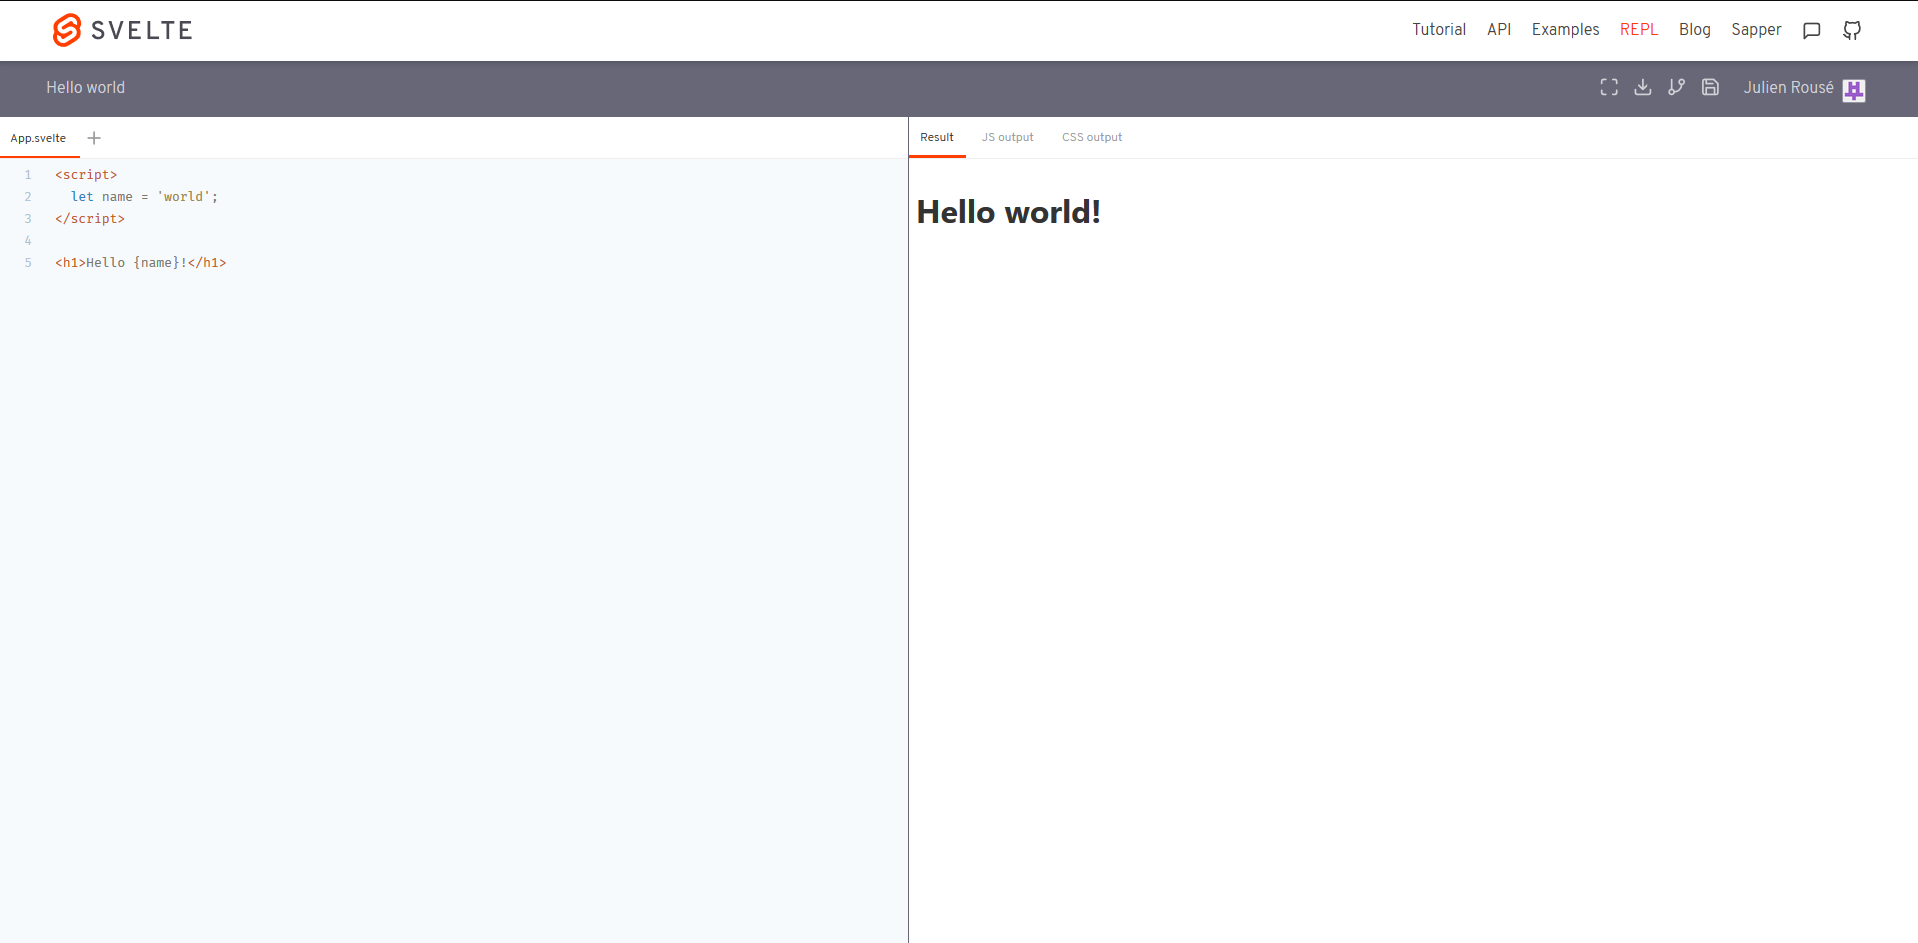 SVELTE
Tutorial API Examples REPL Blog Sapper
Hello world
Julien Rousé
App.svelte
Result JS output CSS output
1 <script>
2 let name = 'world';
3 </script>
4
5 <h1>Hello {name}!</h1>
Hello world!